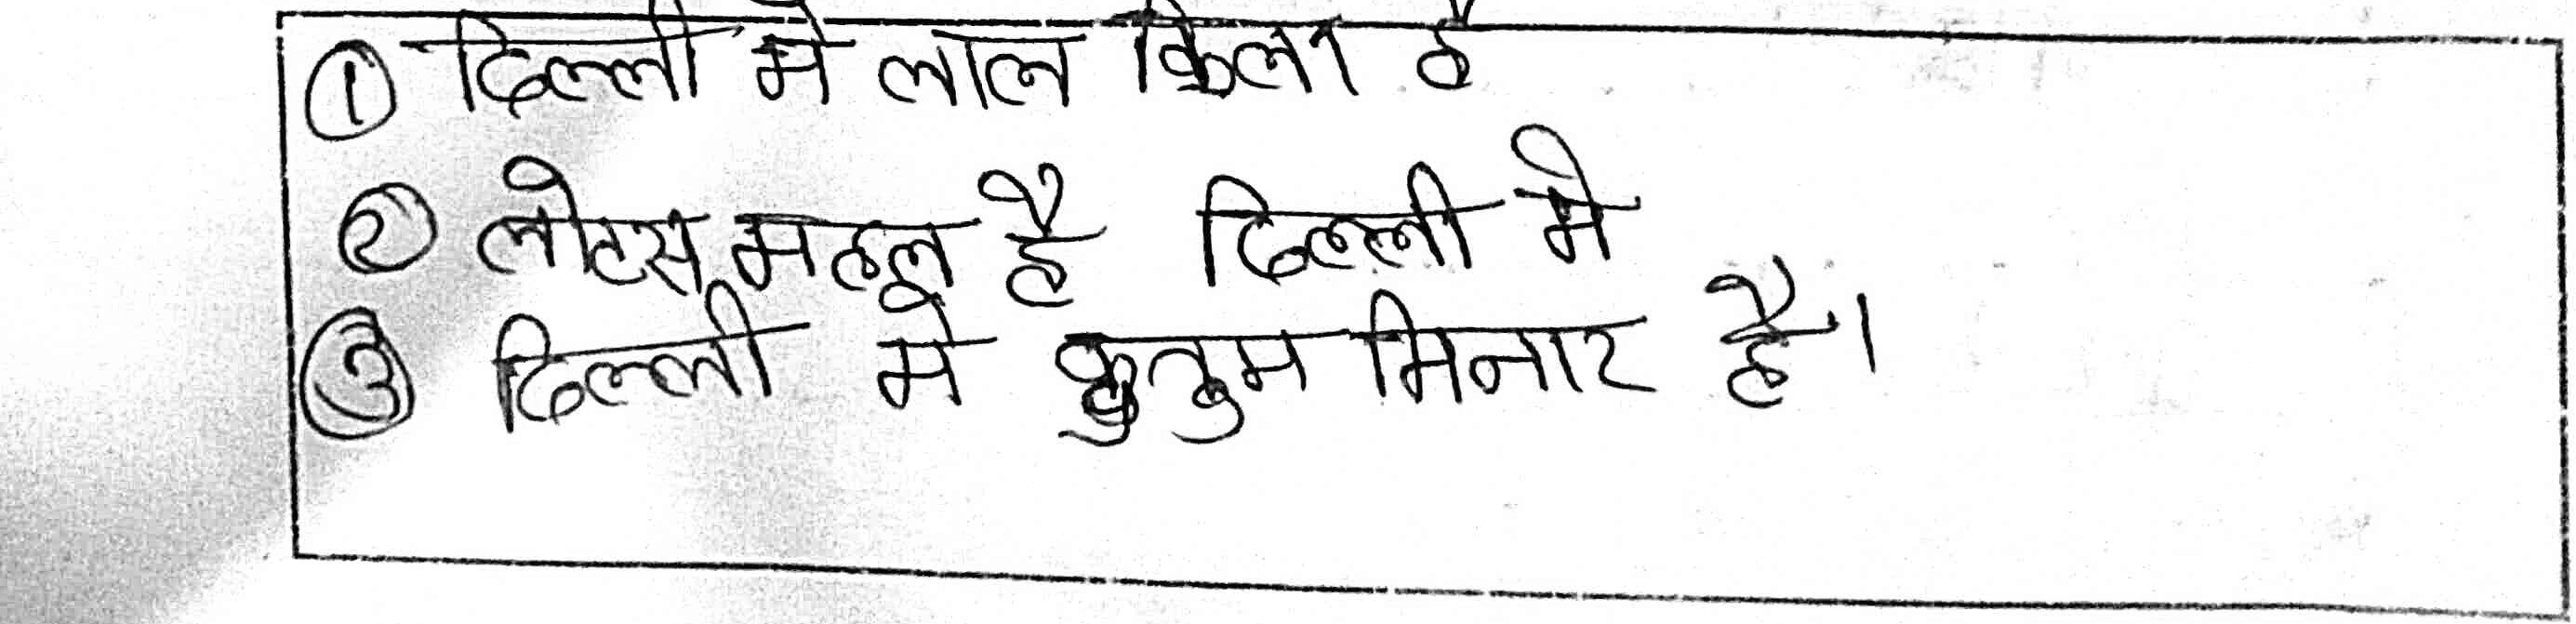 ① दिल्ली मे लाल किला है
② लोटस महल है दिल्ली मे
③ दिल्ली मे कुतुम मिनार है।